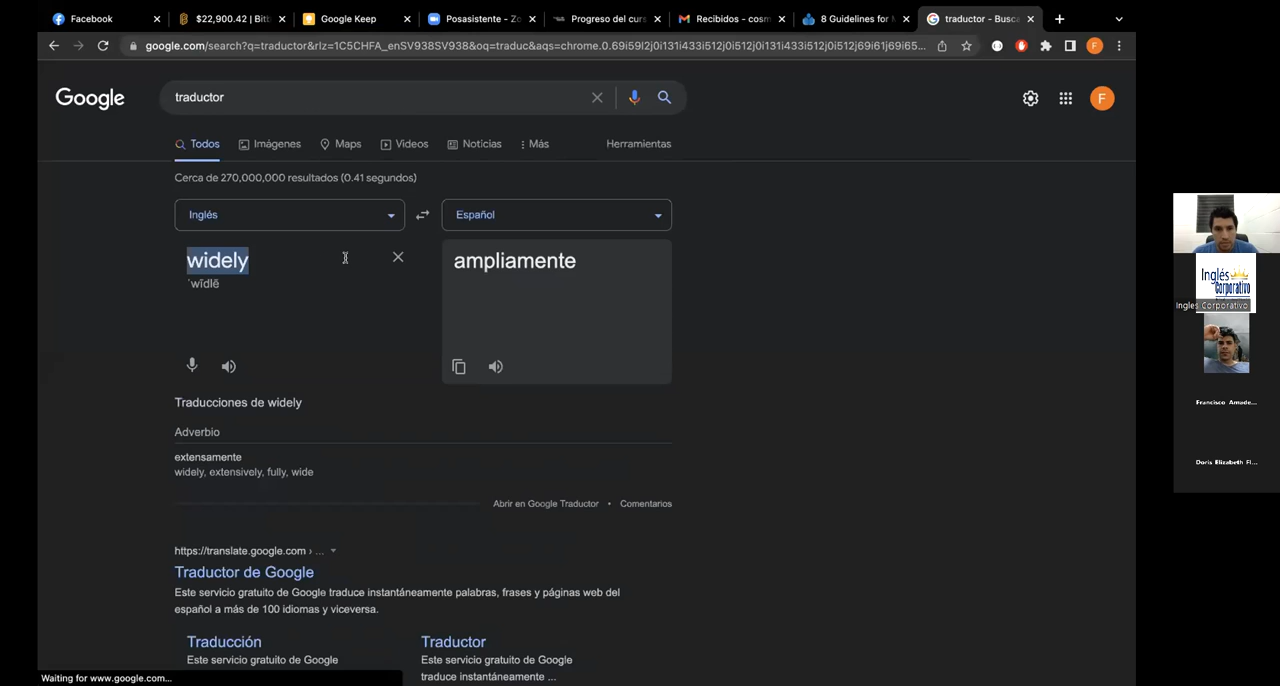 Facebook
$22,900.42 | Bitb
Google Keep
Posasistente - Zo
Progreso del curs
Recibidos - cosm
8 Guidelines for M
traductor - Busca
google.com/search?q=traductor&rlz=1C5CHFA_enSV938SV938&oq=traduc&aqs=chrome.0.69i59l2j0i131i433i512j0i512j0i131i433i512j0i512j69i61j69i65...
F
Google
traductor
F
Todos
Imágenes
Maps
Videos
Noticias
Más
Herramientas
Cerca de 270,000,000 resultados (0.41 segundos)
Inglés
Español
widely
ˈwīdlē
ampliamente
Traducciones de widely
Adverbio
extensamente
widely, extensively, fully, wide
Abrir en Google Traductor • Comentarios
https://translate.google.com › ...
Traductor de Google
Este servicio gratuito de Google traduce instantáneamente palabras, frases y páginas web del
español a más de 100 idiomas y viceversa.
Traducción
Este servicio gratuito de Google
Traductor
Este servicio gratuito de Google
traduce instantáneamente ...
Waiting for www.google.com...
Inglés
Corporativo
Ingles Corporativo
Francisco Amade...
Doris Elizabeth Fl...